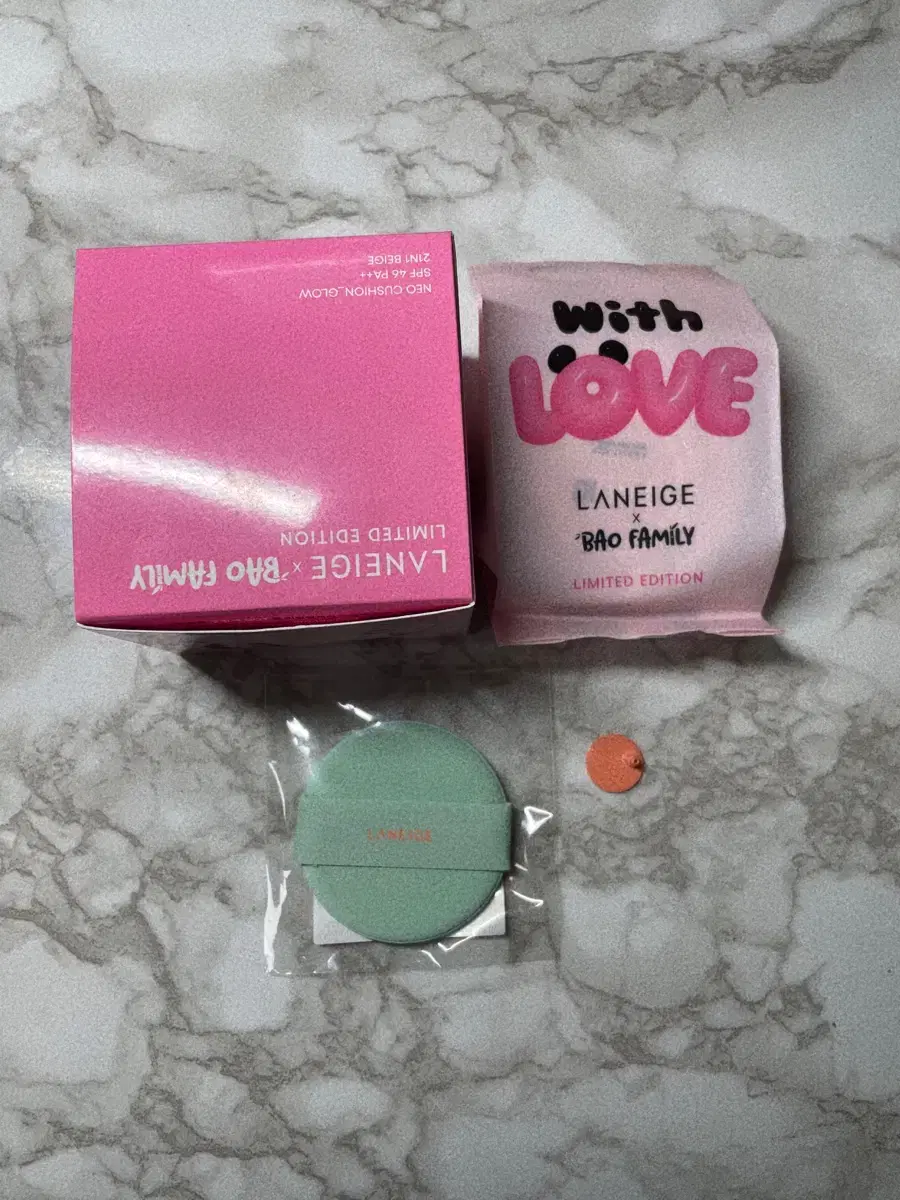 LANEIGE x BAO FAMILY
LIMITED EDITION
NEO CUSHION_GLOW
SPF 46 PA++
21N1 BEIGE
With
LOVE
LANEIGE
x
BAO FAMILY
LIMITED EDITION
LANEIGE